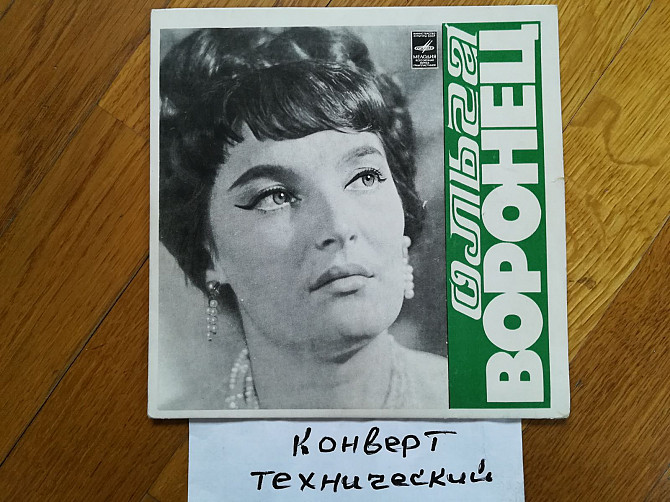 МЕЛОДИЯ
ольга
ВОРОНЕЦ
Конверт
технический